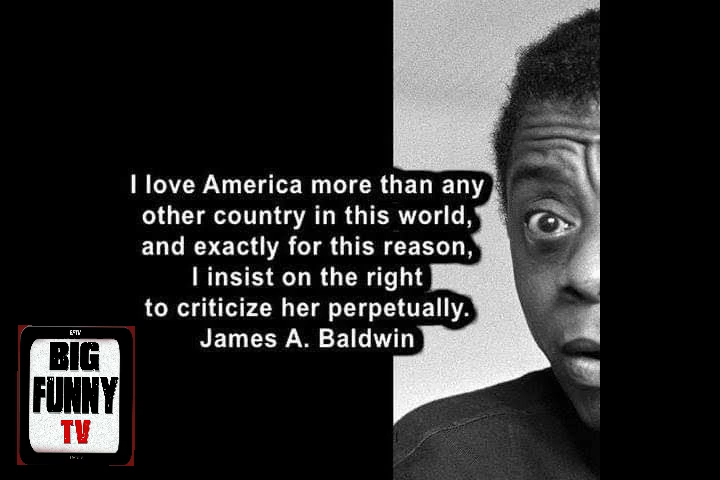 I love America more than any
other country in this world,
and exactly for this reason,
I insist on the right
to criticize her perpetually.
James A. Baldwin
BIG
FUNNY
TV